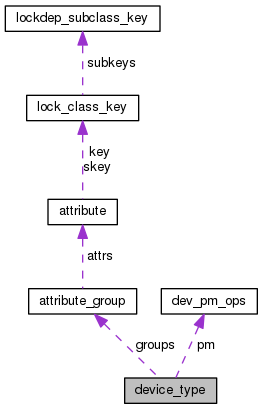 lockdep_subclass_key
subkeys
lock_class_key
key
skey
attribute
attrs
attribute_group
dev_pm_ops
groups
pm
device_type